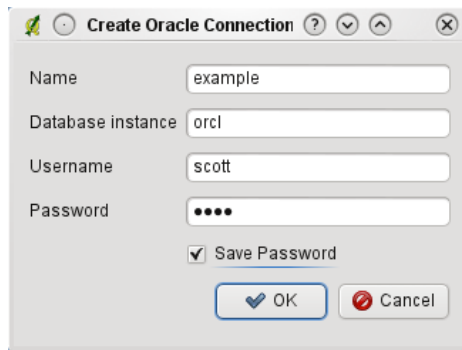 Create Oracle Connection
Name example
Database instance orcl
Username scott
Password ••••
Save Password
OK Cancel